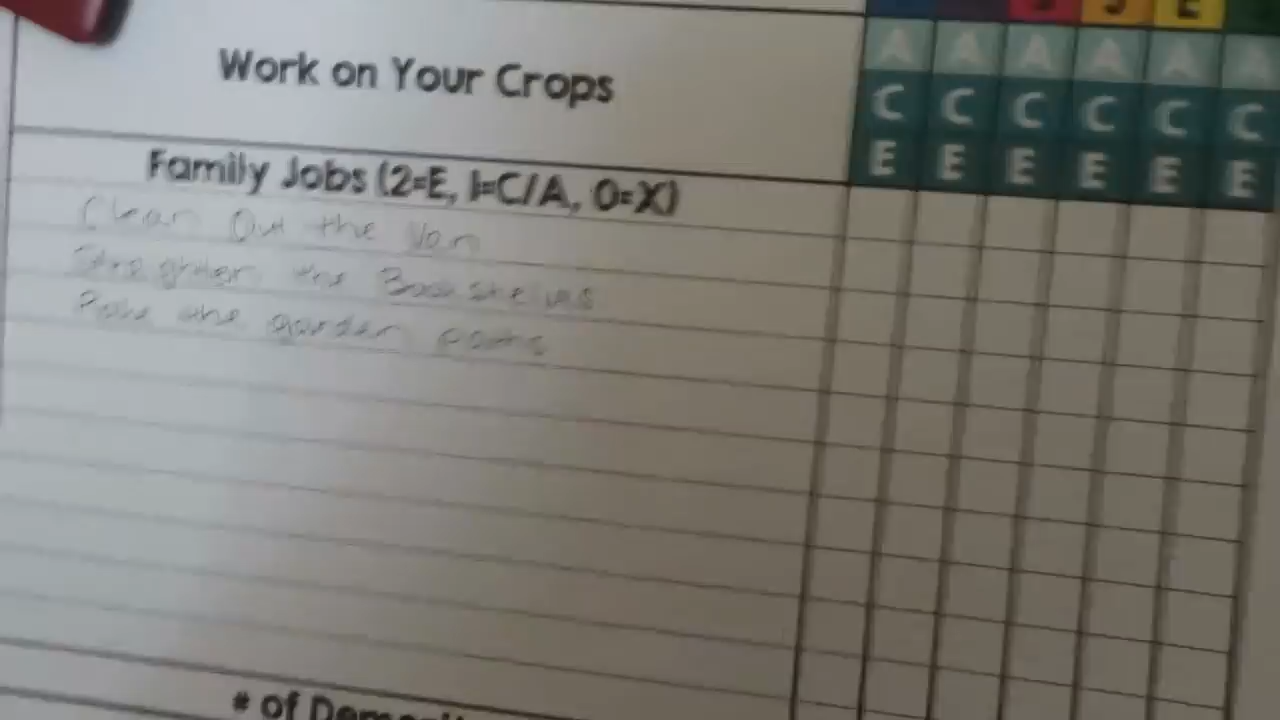 J J E
Work on Your Crops
A A A A A A
C C C C C C
E E E E E E
Family Jobs (2=E, 1=C/A, 0=X)
Clean Out the Van
Straighten the Bookshelves
the garden
# of